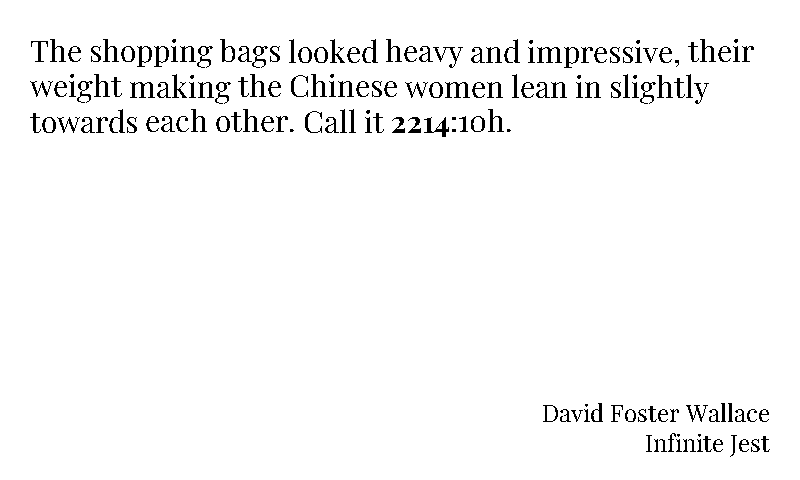 The shopping bags looked heavy and impressive, their
weight making the Chinese women lean in slightly
towards each other. Call it 2214:10h.
David Foster Wallace
Infinite Jest